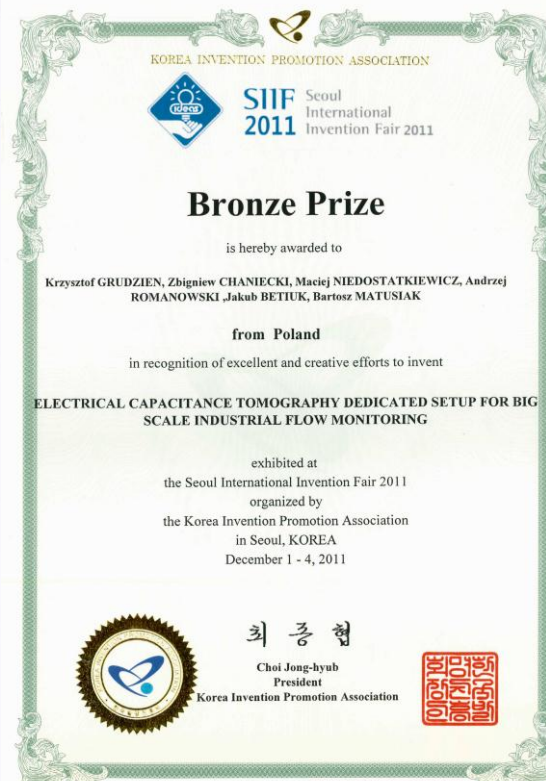 KOREA INVENTION PROMOTION ASSOCIATION
ideas
SIIF
2011
Seoul
International
Invention Fair 2011
Bronze Prize
is hereby awarded to
Krzysztof GRUDZIEN, Zbigniew CHANIECKI, Maciej NIEDOSTATKIEWICZ, Andrzej
ROMANOWSKI ,Jakub BETIUK, Bartosz MATUSIAK
from Poland
in recognition of excellent and creative efforts to invent
ELECTRICAL CAPACITANCE TOMOGRAPHY DEDICATED SETUP FOR BIG
SCALE INDUSTRIAL FLOW MONITORING
exhibited at
the Seoul International Invention Fair 2011
organized by
the Korea Invention Promotion Association
in Seoul, KOREA
December 1 - 4, 2011
최 종 협
Choi Jong-hyub
President
Korea Invention Promotion Association